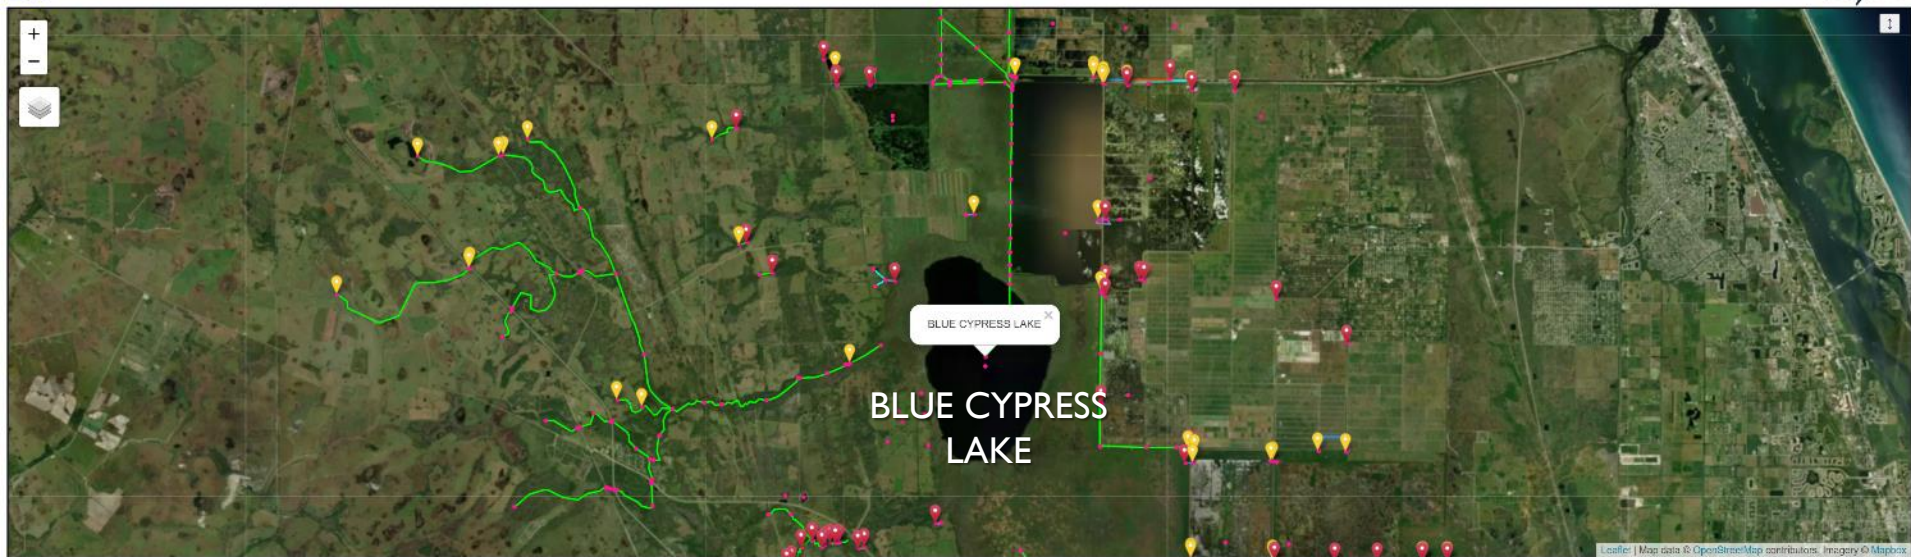 +
−
BLUE CYPRESS LAKE ×
BLUE CYPRESS
LAKE
Leaflet | Map data © OpenStreetMap contributors, Imagery © Mapbox